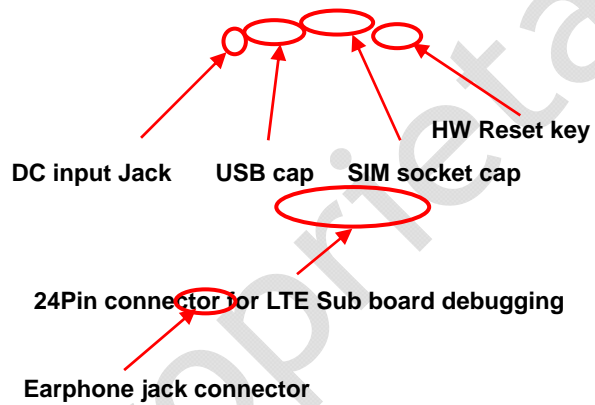 HW Reset key
DC input Jack USB cap SIM socket cap
24Pin connector for LTE Sub board debugging
Earphone jack connector